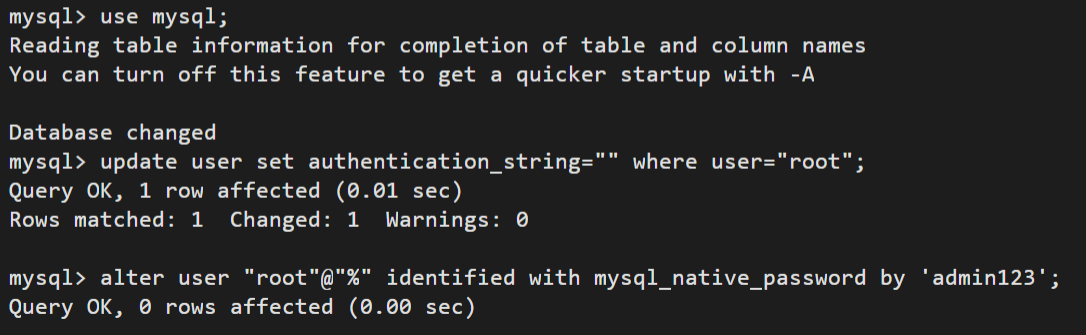 mysql> use mysql;
Reading table information for completion of table and column names
You can turn off this feature to get a quicker startup with -A
Database changed
mysql> update user set authentication_string="" where user="root";
Query OK, 1 row affected (0.01 sec)
Rows matched: 1  Changed: 1  Warnings: 0
mysql> alter user "root"@"%" identified with mysql_native_password by 'admin123';
Query OK, 0 rows affected (0.00 sec)